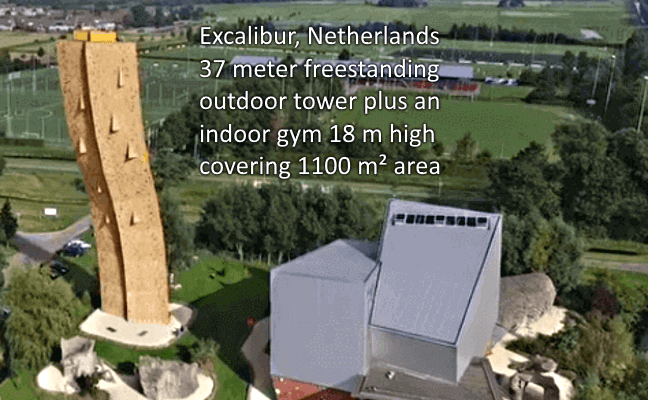 Excalibur, Netherlands
37 meter freestanding
outdoor tower plus an
indoor gym 18 m high
covering 1100 m² area